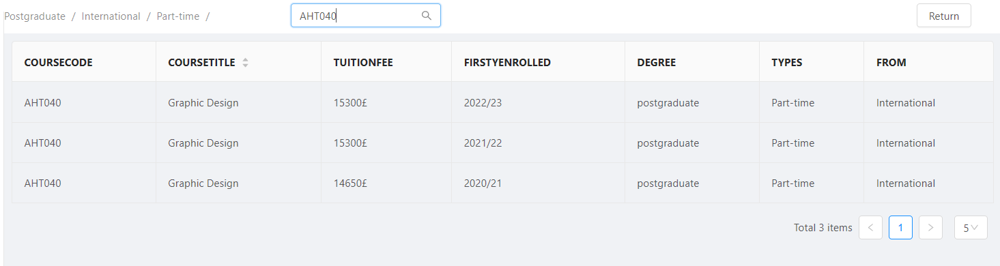 Postgraduate / International / Part-time / AHT040 Return
COURSECODE COURSETITLE TUITIONFEE FIRSTYENROLLED DEGREE TYPES FROM
AHT040 Graphic Design 15300£ 2022/23 postgraduate Part-time International
AHT040 Graphic Design 15300£ 2021/22 postgraduate Part-time International
AHT040 Graphic Design 14650£ 2020/21 postgraduate Part-time International
Total 3 items < 1 > 5